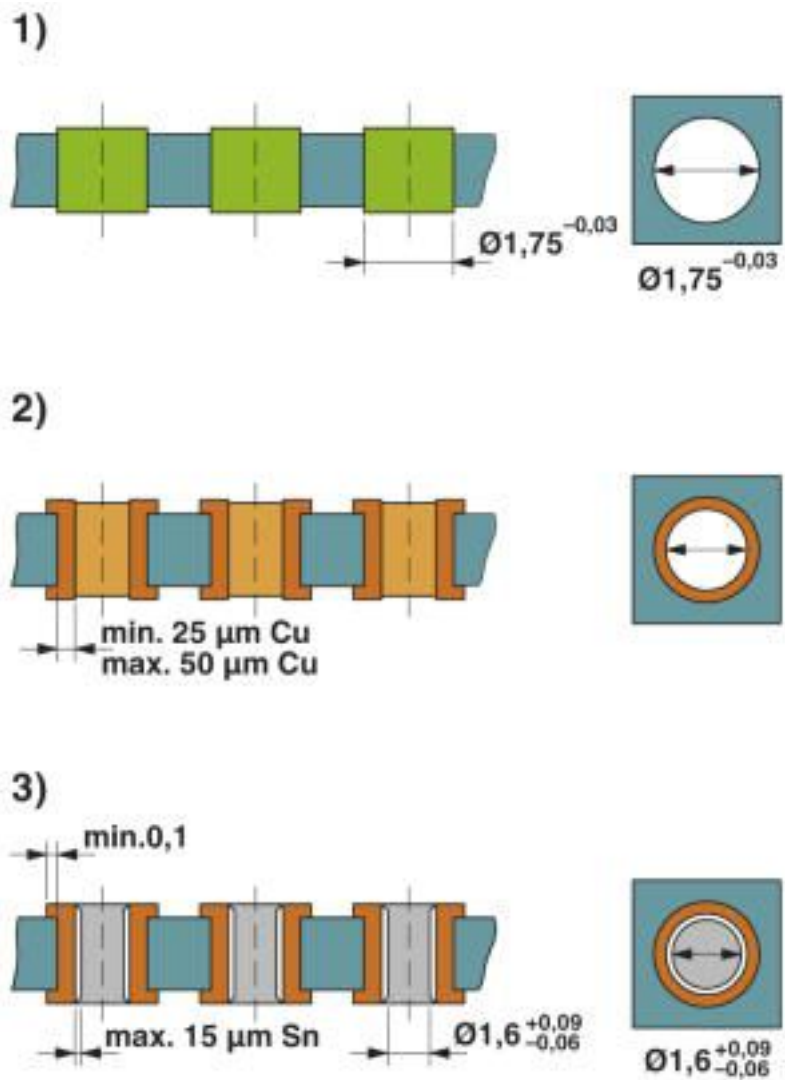 1)
Ø1,75 –0,03
Ø1,75 –0,03
2)
min. 25 µm Cu
max. 50 µm Cu
3)
min.0,1
max. 15 µm Sn
Ø1,6 +0,09 –0,06
Ø1,6 +0,09 –0,06